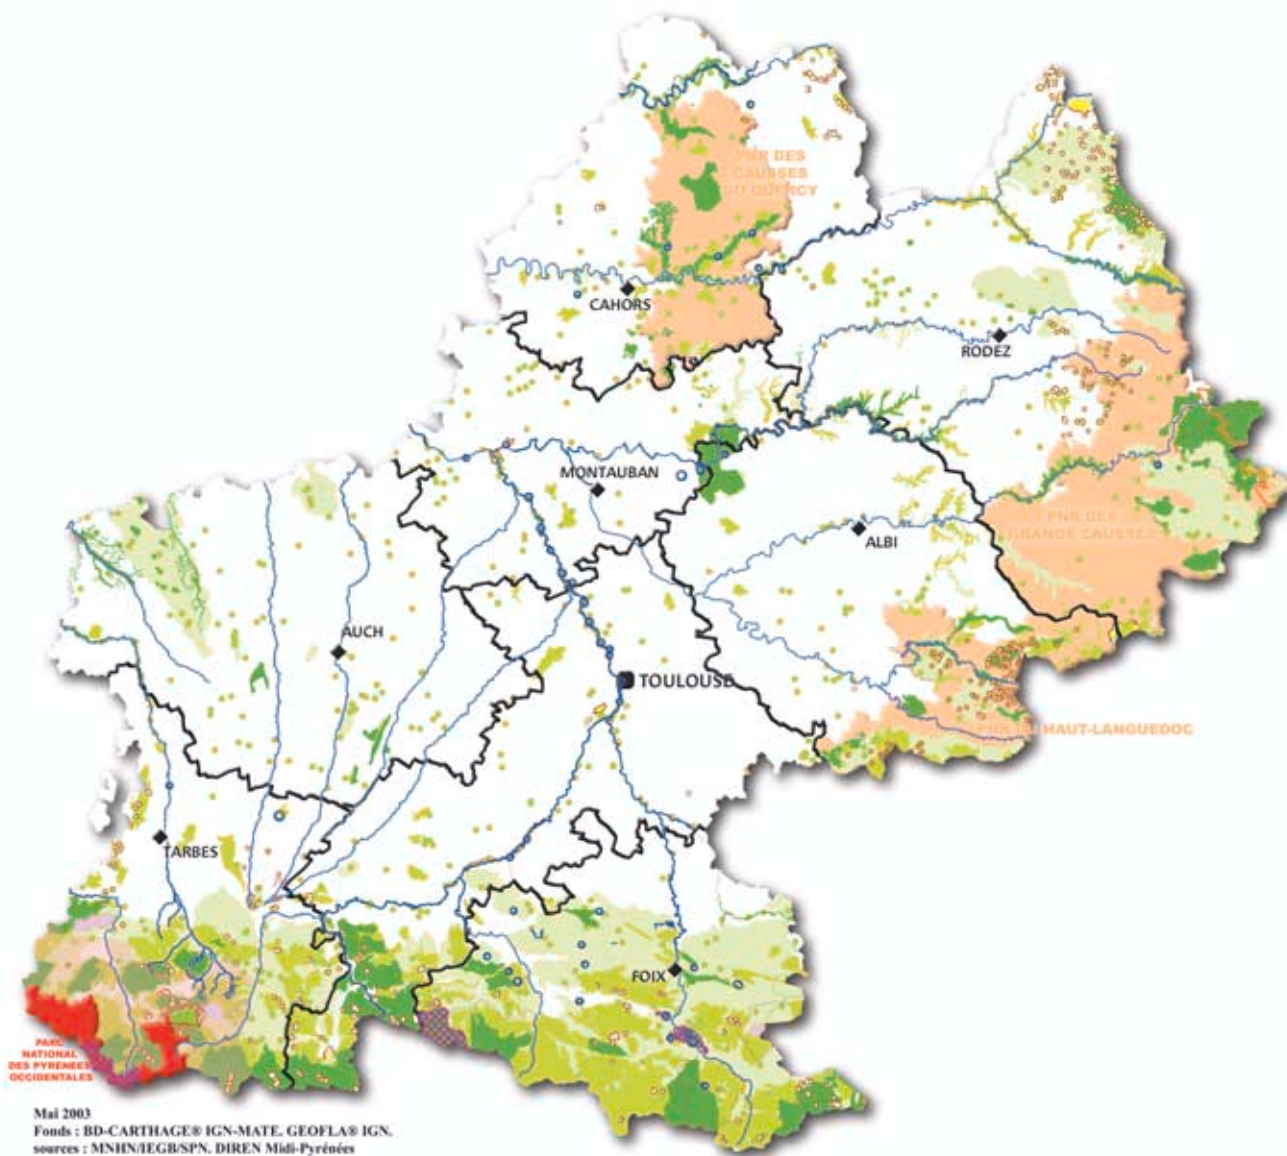 PNR DES
CAUSSES
DU QUERCY
CAHORS
RODEZ
MONTAUBAN
ALBI
PNR DES
GRANDS CAUSSES
AUCH
TOULOUSE
HAUT-LANGUEDOC
TARBES
FOIX
PARC
NATIONAL
DES PYRENEES
OCCIDENTALES
Mai 2003
Fonds : BD-CARTHAGE® IGN-MATE. GEOFLA® IGN.
sources : MNHN/IEGB/SPN. DIREN Midi-Pyrénées